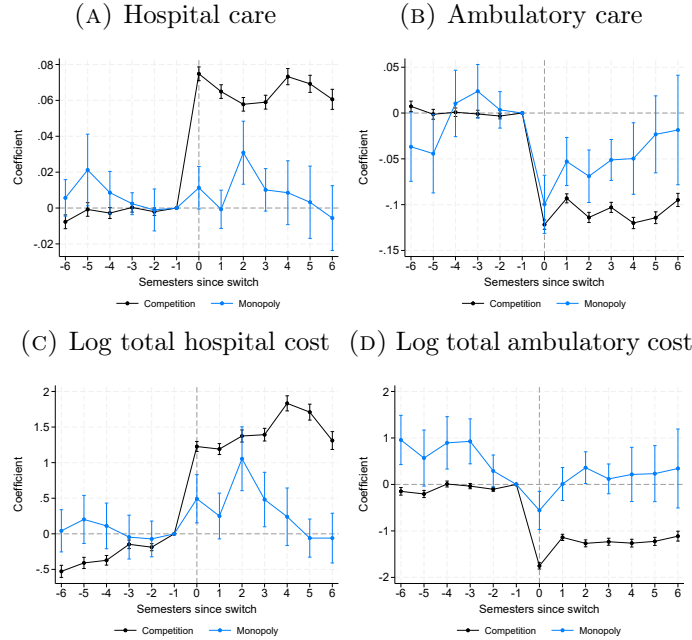 (A) Hospital care
.08
.06
.04
.02
0
-.02
Coefficient
-6 -5 -4 -3 -2 -1 0 1 2 3 4 5 6
Semesters since switch
Competition Monopoly
(B) Ambulatory care
.05
0
-.05
-.1
-.15
Coefficient
-6 -5 -4 -3 -2 -1 0 1 2 3 4 5 6
Semesters since switch
Competition Monopoly
(C) Log total hospital cost
2
1.5
1
.5
0
-.5
Coefficient
-6 -5 -4 -3 -2 -1 0 1 2 3 4 5 6
Semesters since switch
Competition Monopoly
(D) Log total ambulatory cost
2
1
0
-1
-2
Coefficient
-6 -5 -4 -3 -2 -1 0 1 2 3 4 5 6
Semesters since switch
Competition Monopoly